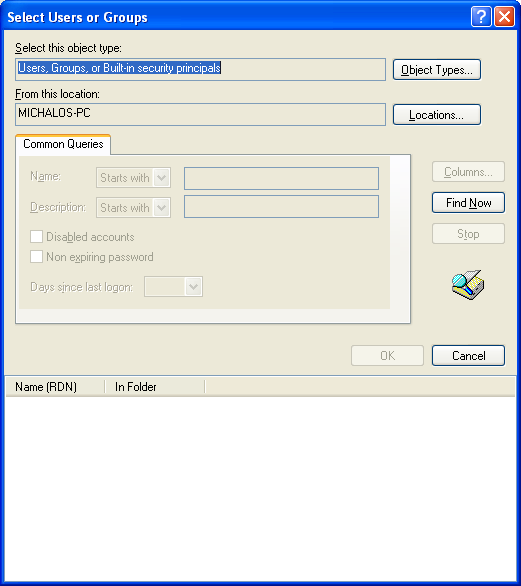 Select Users or Groups
Select this object type:
Users, Groups, or Built-in security principals
Object Types...
From this location:
MICHALOS-PC
Locations...
Common Queries
Name:
Starts with
Columns...
Description:
Starts with
Find Now
Disabled accounts
Stop
Non expiring password
Days since last logon:
OK
Cancel
Name (RDN)
In Folder